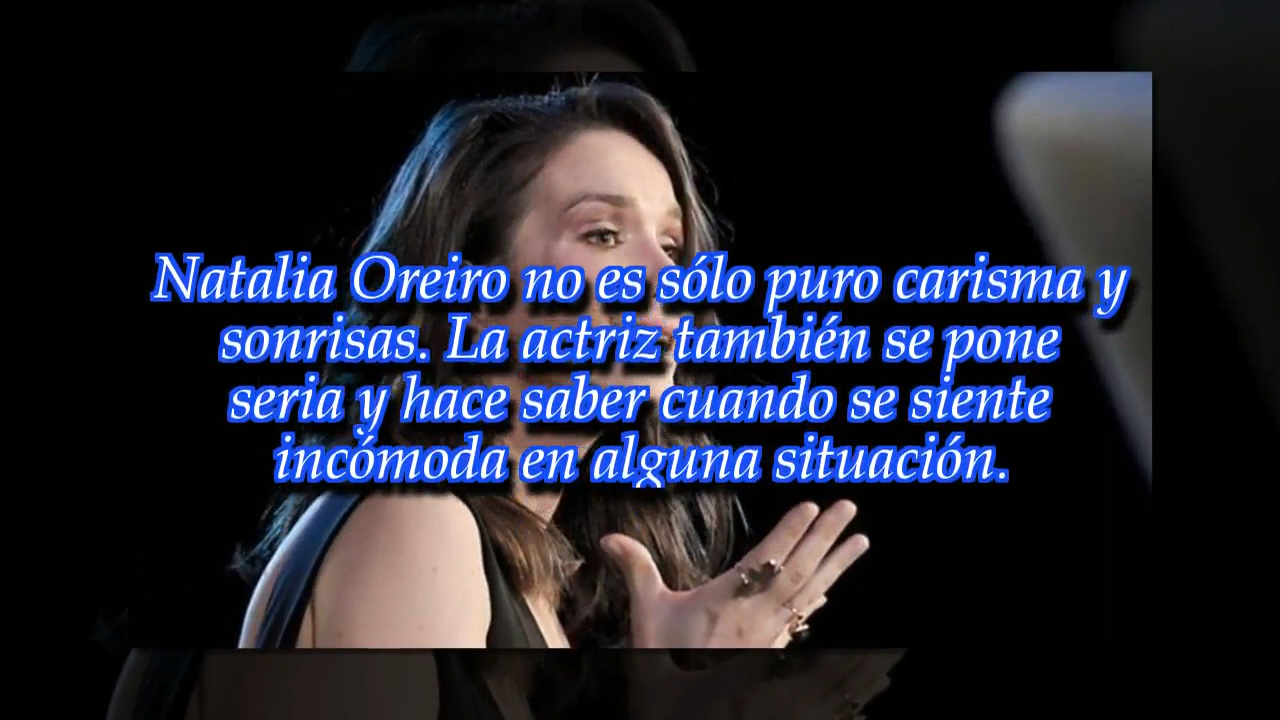 Natalia Oreiro no es sólo puro carisma y
sonrisas. La actriz también se pone
seria y hace saber cuando se siente
incómoda en alguna situación.